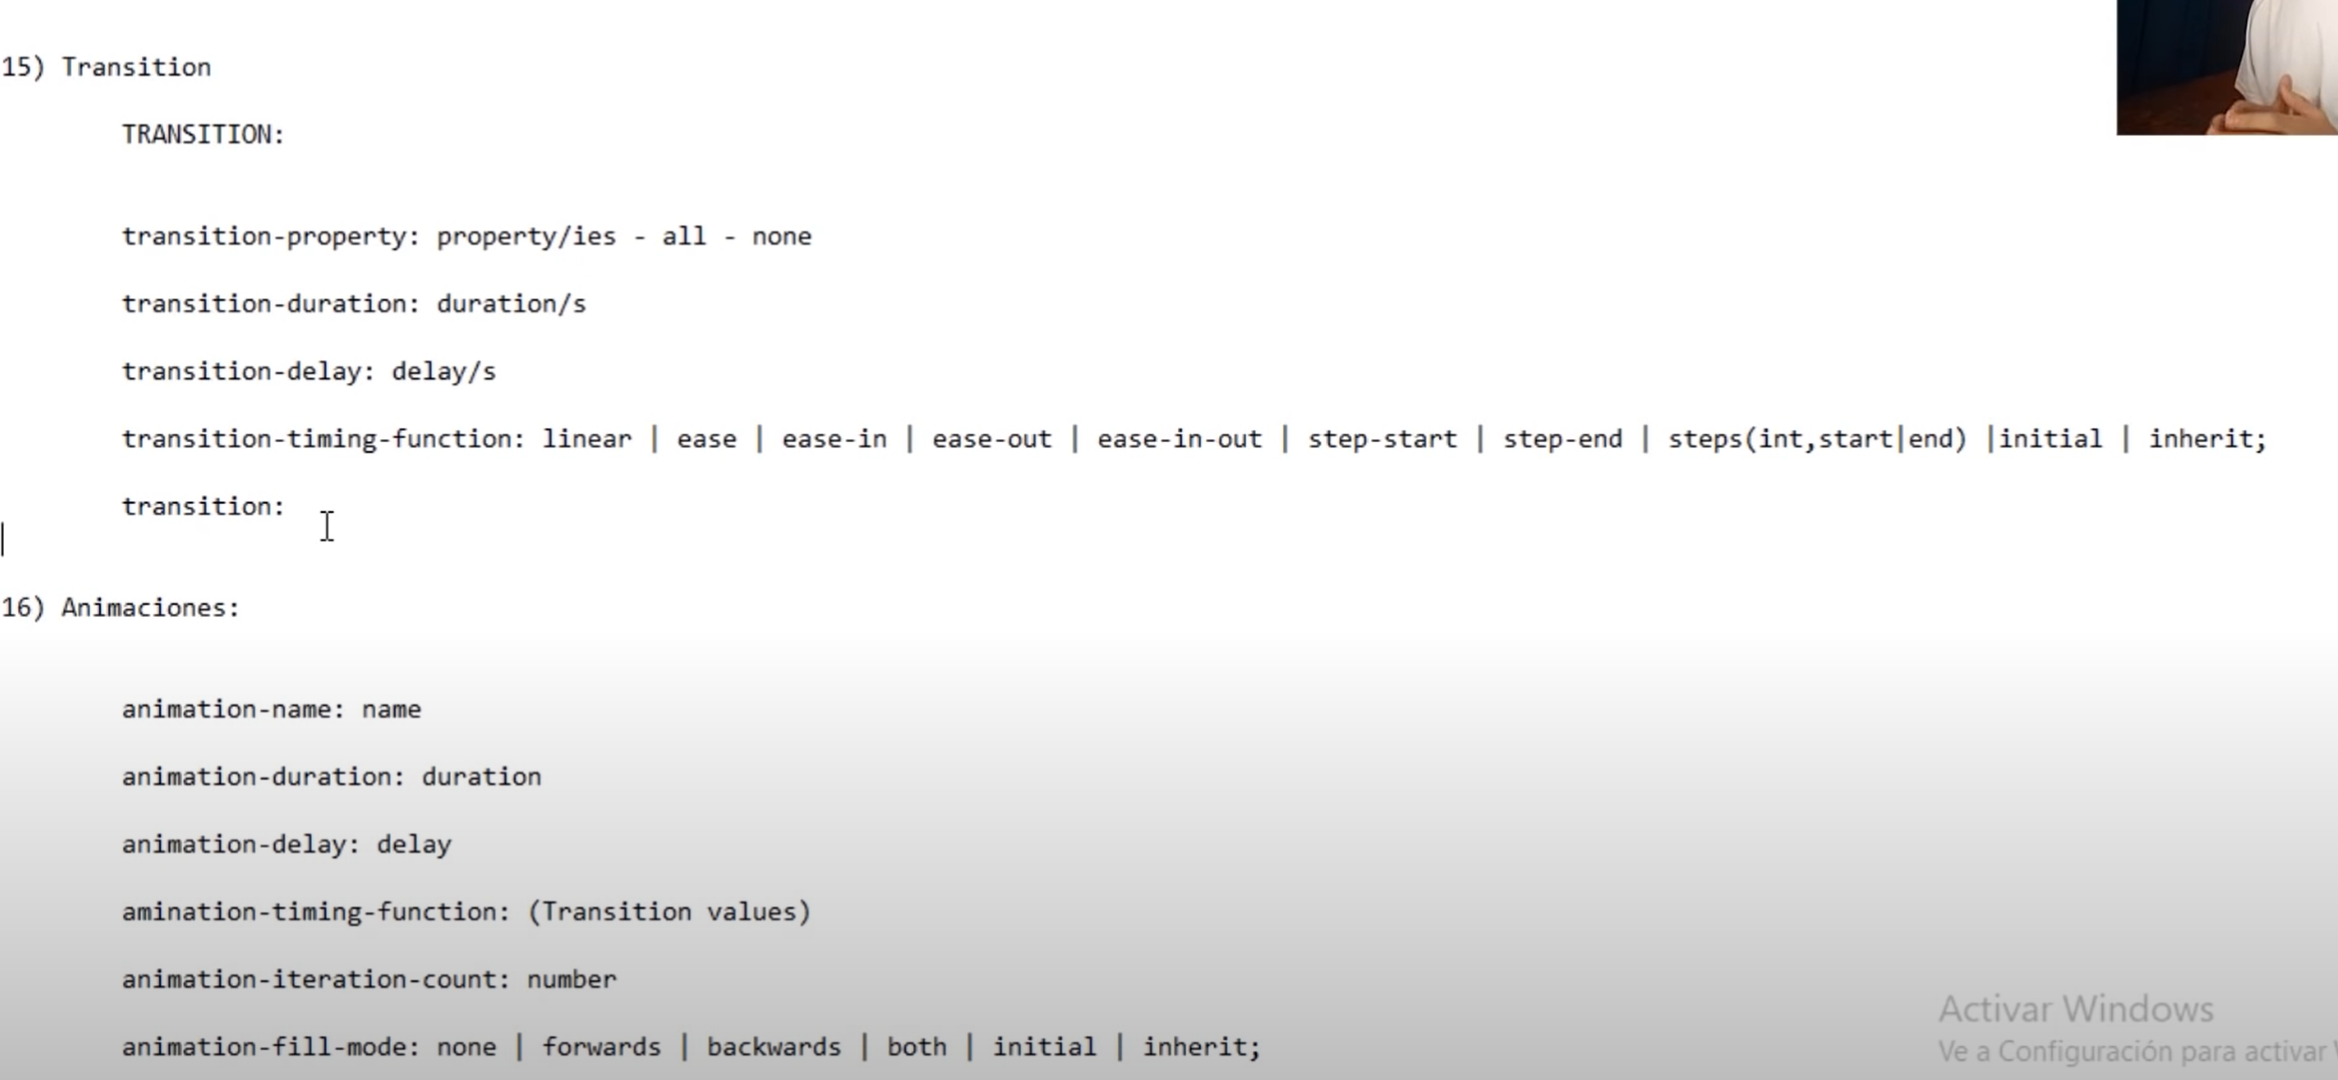 15) Transition
TRANSITION:
transition-property: property/ies - all - none
transition-duration: duration/s
transition-delay: delay/s
transition-timing-function: linear | ease | ease-in | ease-out | ease-in-out | step-start | step-end | steps(int,start|end) |initial | inherit;
transition:
16) Animaciones:
animation-name: name
animation-duration: duration
animation-delay: delay
amination-timing-function: (Transition values)
animation-iteration-count: number
animation-fill-mode: none | forwards | backwards | both | initial | inherit;
Activar Windows
Ve a Configuración para activar